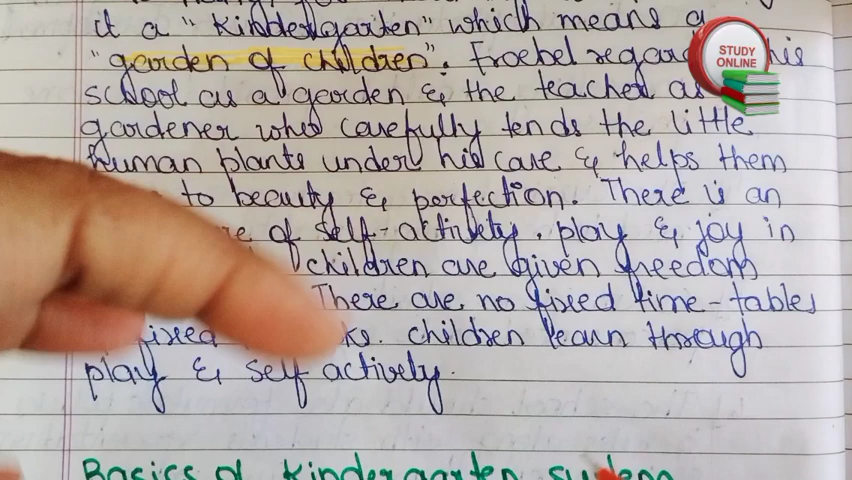 it a "Kindergarten" which means a
"garden of children". Froebel regard his
school as a garden & the teacher as
gardener who carefully tends the little
human plants under his care & helps them
to beauty & perfection. There is an
of self-activity, play & joy in
children are given freedom
There are no fixed time-tables
fixed children learn through
play & self activity.
Basics of Kindergarten system
STUDY
ONLINE